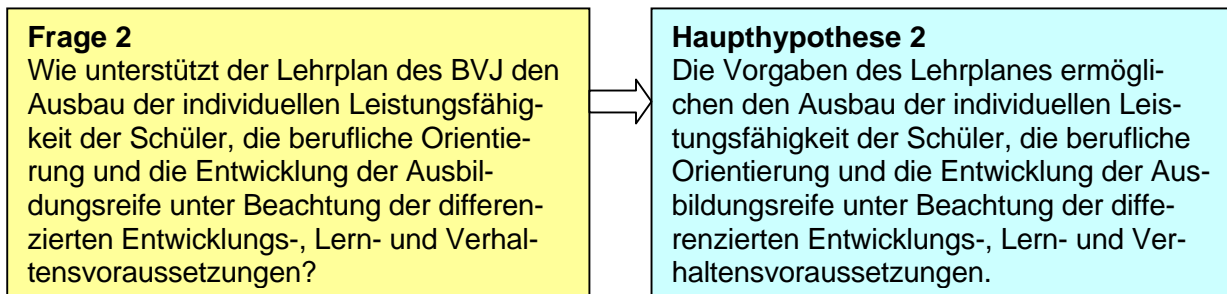 Frage 2
Wie unterstützt der Lehrplan des BVJ den
Ausbau der individuellen Leistungsfähig-
keit der Schüler, die berufliche Orientie-
rung und die Entwicklung der Ausbil-
dungsreife unter Beachtung der differen-
zierten Entwicklungs-, Lern- und Verhal-
tensvoraussetzungen?
Haupthypothese 2
Die Vorgaben des Lehrplanes ermögli-
chen den Ausbau der individuellen Leis-
tungsfähigkeit der Schüler, die berufliche
Orientierung und die Entwicklung der Aus-
bildungsreife unter Beachtung der diffe-
renzierten Entwicklungs-, Lern- und Ver-
haltensvoraussetzungen.